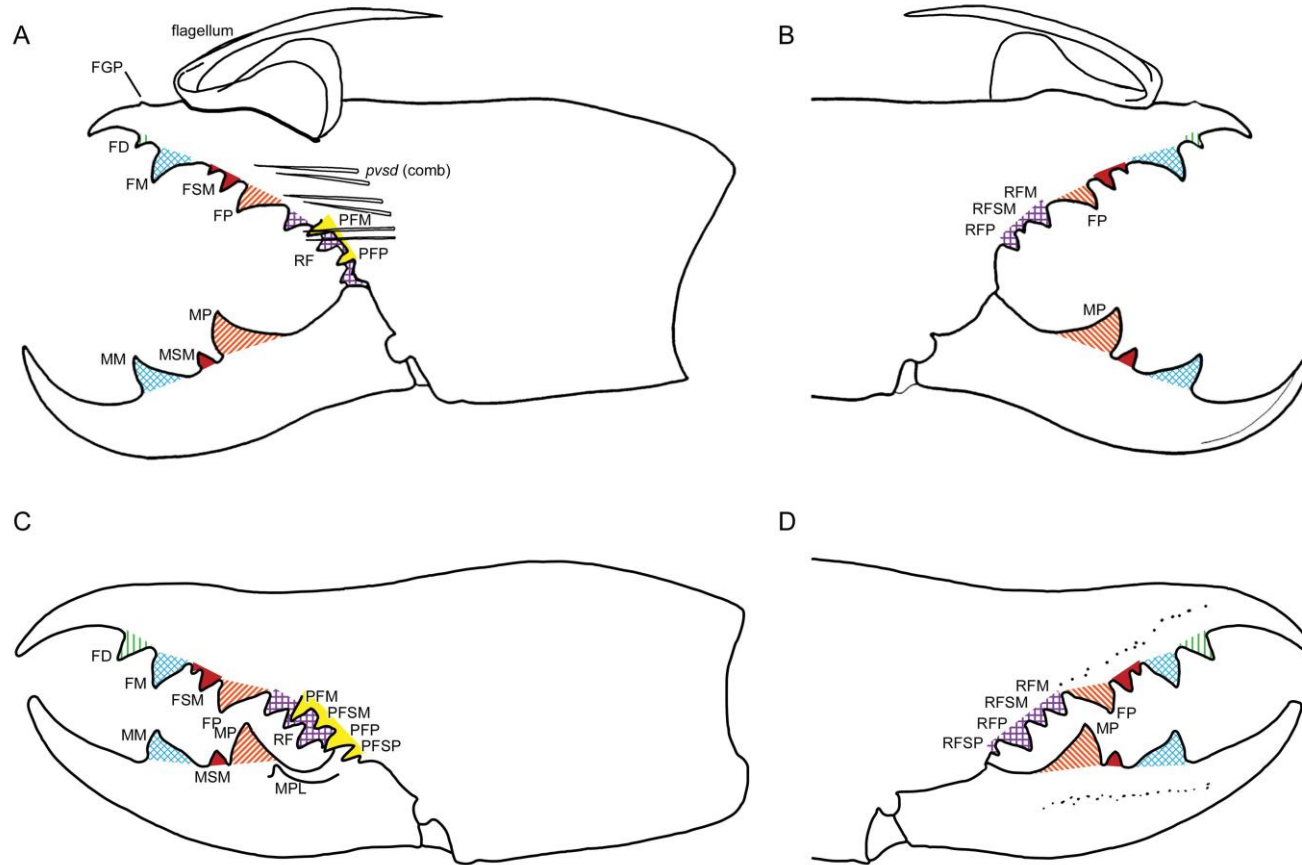 A
flagellum
FGP
FD
FM
FSM
FP
pvsd (comb)
PFM
RF
PFP
MP
MSM
MM
B
RFM
RFSM
RFP
FP
MP
C
FD
FM
FSM
FP
PFM
PFSM
PFP
PFSP
RF
MP
MM
MSM
MPL
D
RFM
RFSM
RFP
RFSP
FP
MP